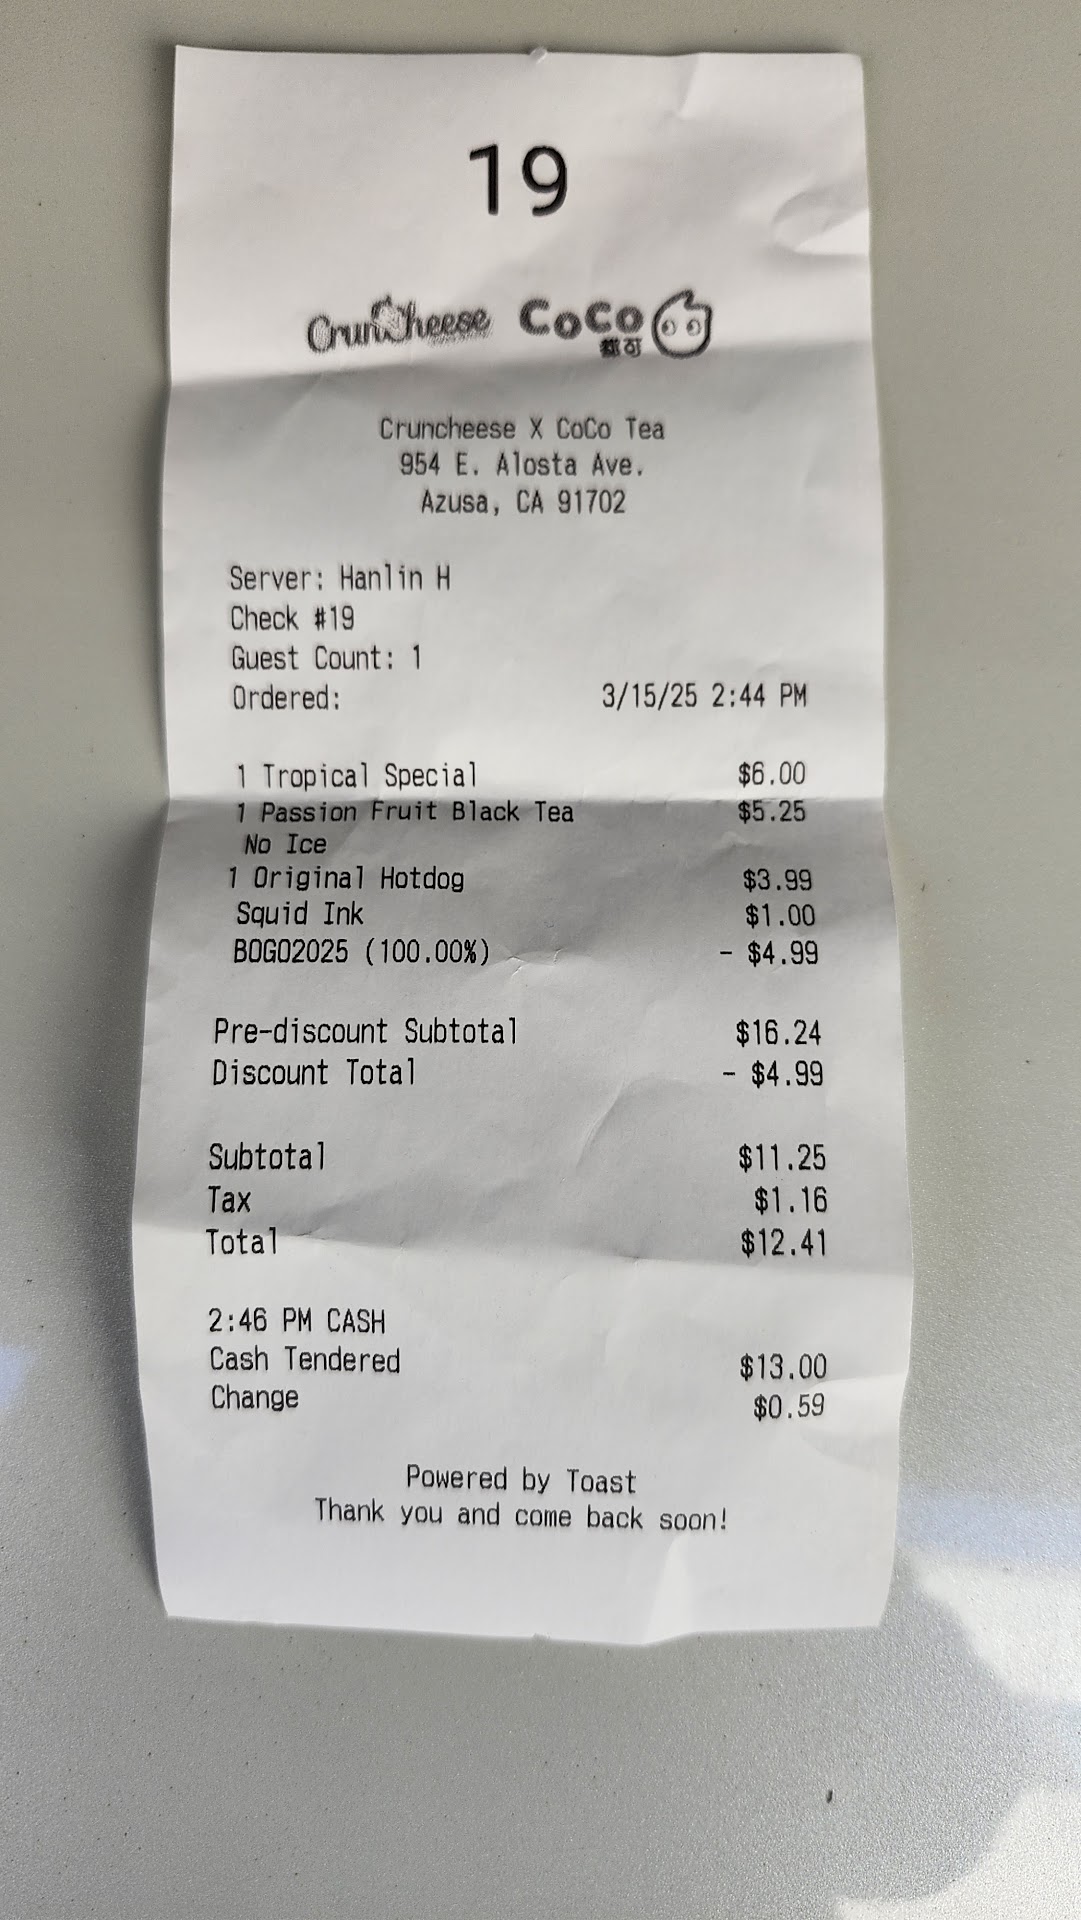 19
CrunCheese CoCo 都可
Cruncheese X CoCo Tea
954 E. Alosta Ave.
Azusa, CA 91702
Server: Hanlin H
Check #19
Guest Count: 1
Ordered: 3/15/25 2:44 PM
1 Tropical Special $6.00
1 Passion Fruit Black Tea $5.25
No Ice
1 Original Hotdog $3.99
Squid Ink $1.00
BOGO2025 (100.00%) - $4.99
Pre-discount Subtotal $16.24
Discount Total - $4.99
Subtotal $11.25
Tax $1.16
Total $12.41
2:46 PM CASH
Cash Tendered $13.00
Change $0.59
Powered by Toast
Thank you and come back soon!